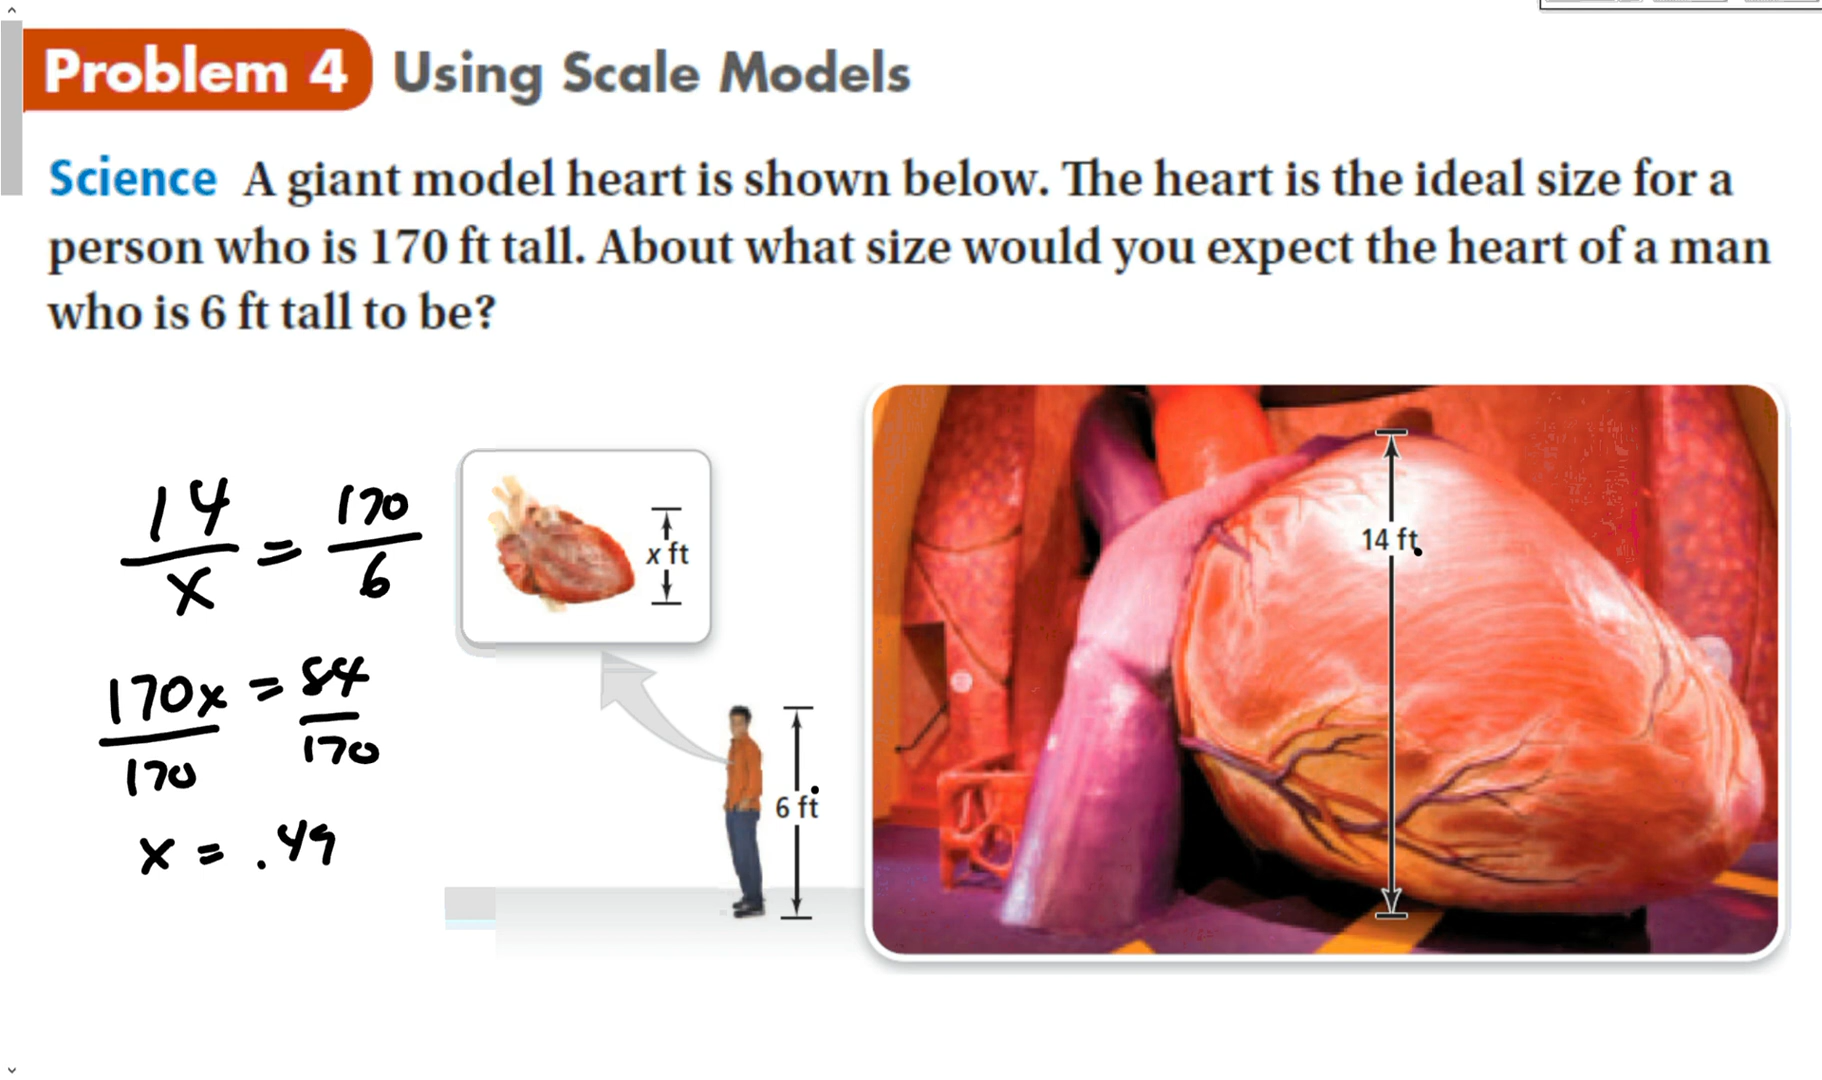 Problem 4 Using Scale Models
Science A giant model heart is shown below. The heart is the ideal size for a
person who is 170 ft tall. About what size would you expect the heart of a man
who is 6 ft tall to be?
14/x = 170/6
170x/170 = 84/170
x = .49
x ft
6 ft
14 ft